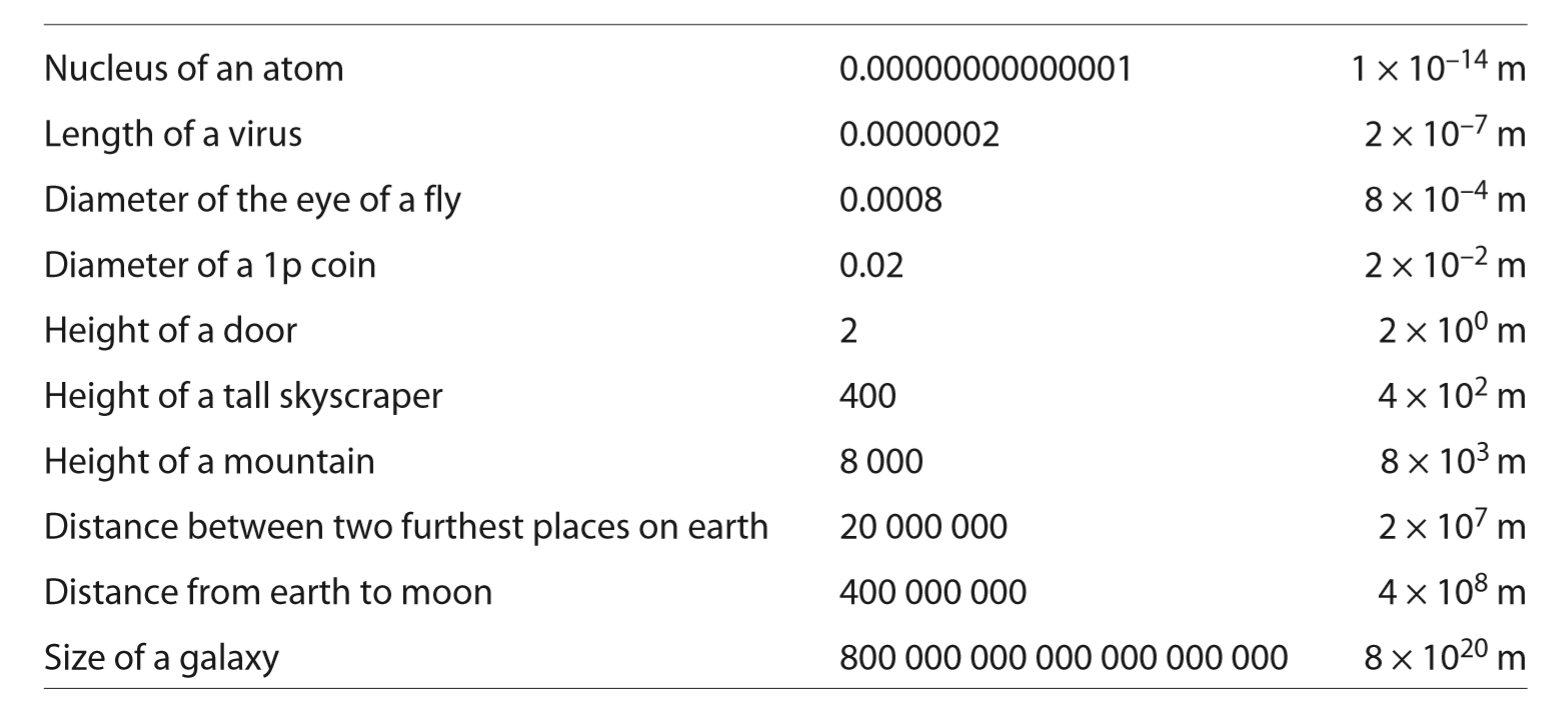 Nucleus of an atom 0.00000000000001 1 × 10⁻¹⁴ m
Length of a virus 0.0000002 2 × 10⁻⁷ m
Diameter of the eye of a fly 0.0008 8 × 10⁻⁴ m
Diameter of a 1p coin 0.02 2 × 10⁻² m
Height of a door 2 2 × 10⁰ m
Height of a tall skyscraper 400 4 × 10² m
Height of a mountain 8 000 8 × 10³ m
Distance between two furthest places on earth 20 000 000 2 × 10⁷ m
Distance from earth to moon 400 000 000 4 × 10⁸ m
Size of a galaxy 800 000 000 000 000 000 000 8 × 10²⁰ m